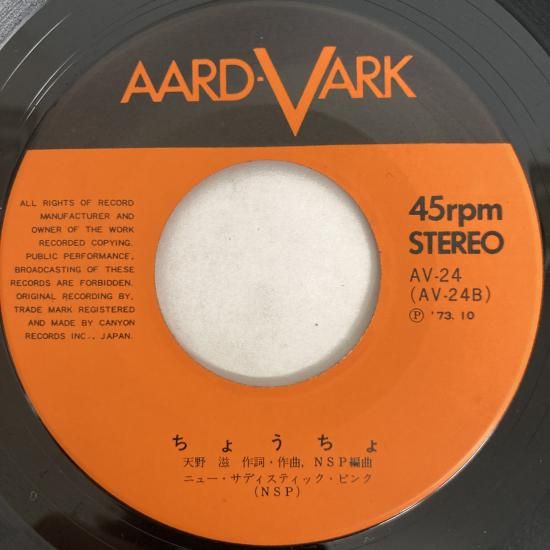 AARD-VARK
ALL RIGHTS OF RECORD
MANUFACTURER AND
OWNER OF THE WORK
RECORDED COPYING.
PUBLIC PERFORMANCE,
BROADCASTING OF THESE
RECORDS ARE FORBIDDEN.
ORIGINAL RECORDING BY,
TRADE MARK REGISTERED
AND MADE BY CANYON
RECORDS INC., JAPAN.
45rpm
STEREO
AV-24
(AV-24B)
Ⓟ '73. 10
ちょうちょ
天野 滋 作詞・作曲, NSP編曲
ニュー・サディスティック・ピンク
(NSP)